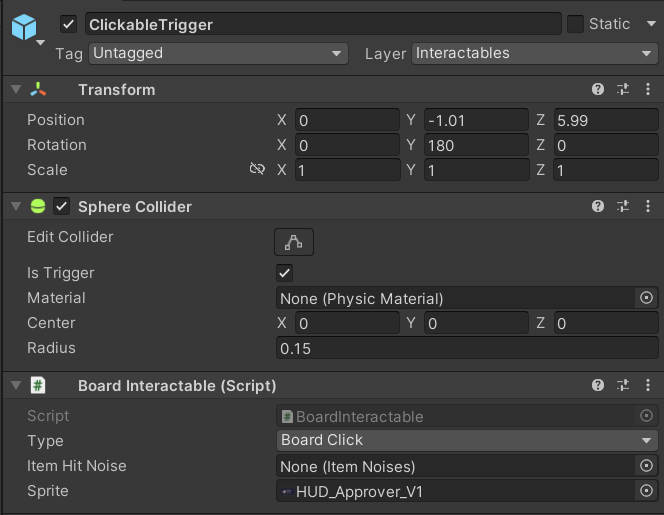 ClickableTrigger Static
Tag Untagged Layer Interactables
Transform
Position X 0 Y -1.01 Z 5.99
Rotation X 0 Y 180 Z 0
Scale X 1 Y 1 Z 1
Sphere Collider
Edit Collider
Is Trigger
Material None (Physic Material)
Center X 0 Y 0 Z 0
Radius 0.15
# Board Interactable (Script)
Script # BoardInteractable
Type Board Click
Item Hit Noise None (Item Noises)
Sprite HUD_Approver_V1